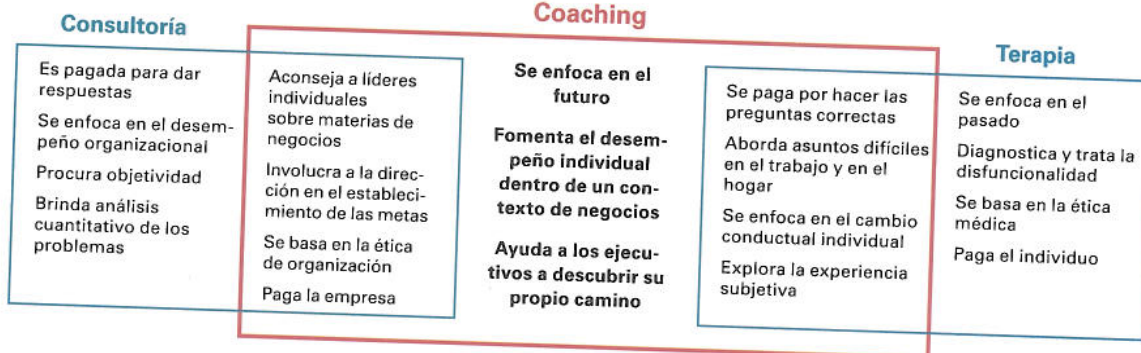 Coaching
Consultoría
Es pagada para dar
respuestas
Se enfoca en el desem-
peño organizacional
Procura objetividad
Brinda análisis
cuantitativo de los
problemas
Aconseja a líderes
individuales
sobre materias de
negocios
Involucra a la direc-
ción en el estableci-
miento de las metas
Se basa en la ética
de organización
Paga la empresa
Se enfoca en el
futuro
Fomenta el desem-
peño individual
dentro de un con-
texto de negocios
Ayuda a los ejecu-
tivos a descubrir su
propio camino
Se paga por hacer las
preguntas correctas
Aborda asuntos difíciles
en el trabajo y en el
hogar
Se enfoca en el cambio
conductual individual
Explora la experiencia
subjetiva
Terapia
Se enfoca en el
pasado
Diagnostica y trata la
disfuncionalidad
Se basa en la ética
médica
Paga el individuo